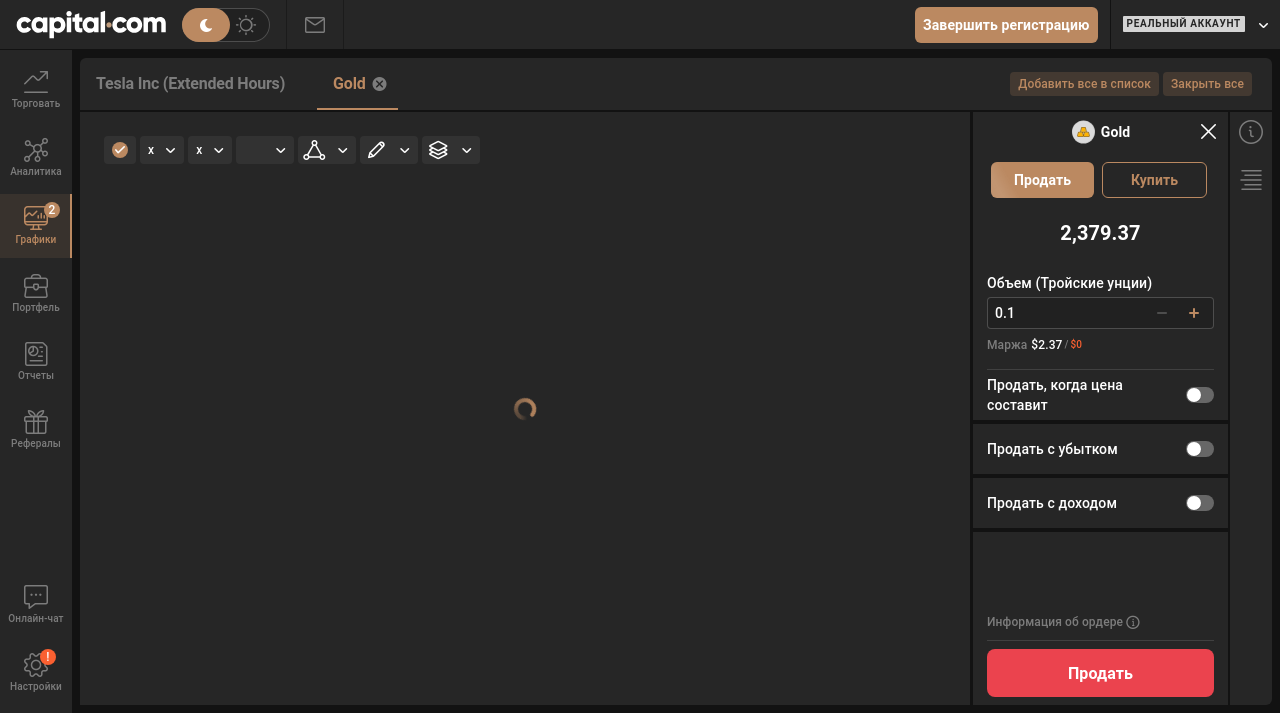 capital.com
Завершить регистрацию
РЕАЛЬНЫЙ АККАУНТ
Торговать
Аналитика
2
Графики
Портфель
Отчеты
Рефералы
Онлайн-чат
!
Настройки
Tesla Inc (Extended Hours)
Gold
Добавить все в список
Закрыть все
x
x
Gold
Продать
Купить
2,379.37
Объем (Тройские унции)
0.1
Маржа $2.37 / $0
Продать, когда цена
составит
Продать с убытком
Продать с доходом
Информация об ордере
Продать